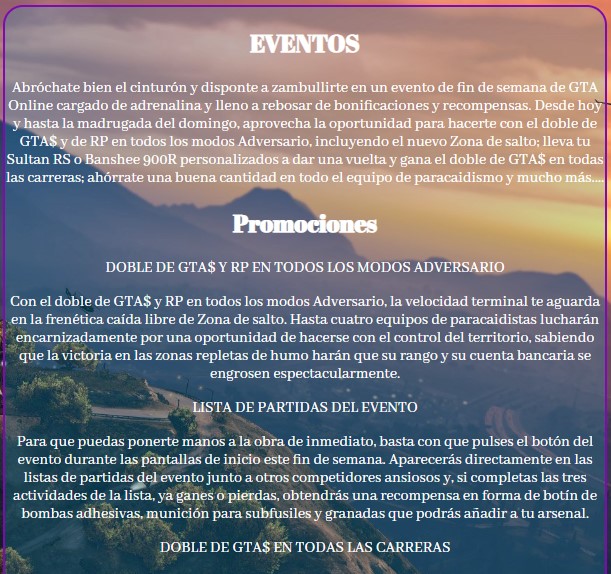 EVENTOS
Abróchate bien el cinturón y disponte a zambullirte en un evento de fin de semana de GTA
Online cargado de adrenalina y lleno a rebosar de bonificaciones y recompensas. Desde hoy
y hasta la madrugada del domingo, aprovecha la oportunidad para hacerte con el doble de
GTA$ y de RP en todos los modos Adversario, incluyendo el nuevo Zona de salto; lleva tu
Sultan RS o Banshee 900R personalizados a dar una vuelta y gana el doble de GTA$ en todas
las carreras; ahórrate una buena cantidad en todo el equipo de paracaidismo y mucho más....
Promociones
DOBLE DE GTA$ Y RP EN TODOS LOS MODOS ADVERSARIO
Con el doble de GTA$ y RP en todos los modos Adversario, la velocidad terminal te aguarda
en la frenética caída libre de Zona de salto. Hasta cuatro equipos de paracaidistas lucharán
encarnizadamente por una oportunidad de hacerse con el control del territorio, sabiendo
que la victoria en las zonas repletas de humo harán que su rango y su cuenta bancaria se
engrosen espectacularmente.
LISTA DE PARTIDAS DEL EVENTO
Para que puedas ponerte manos a la obra de inmediato, basta con que pulses el botón del
evento durante las pantallas de inicio este fin de semana. Aparecerás directamente en las
listas de partidas del evento junto a otros competidores ansiosos y, si completas las tres
actividades de la lista, ya ganes o pierdas, obtendrás una recompensa en forma de botín de
bombas adhesivas, munición para subfusiles y granadas que podrás añadir a tu arsenal.
DOBLE DE GTA$ EN TODAS LAS CARRERAS